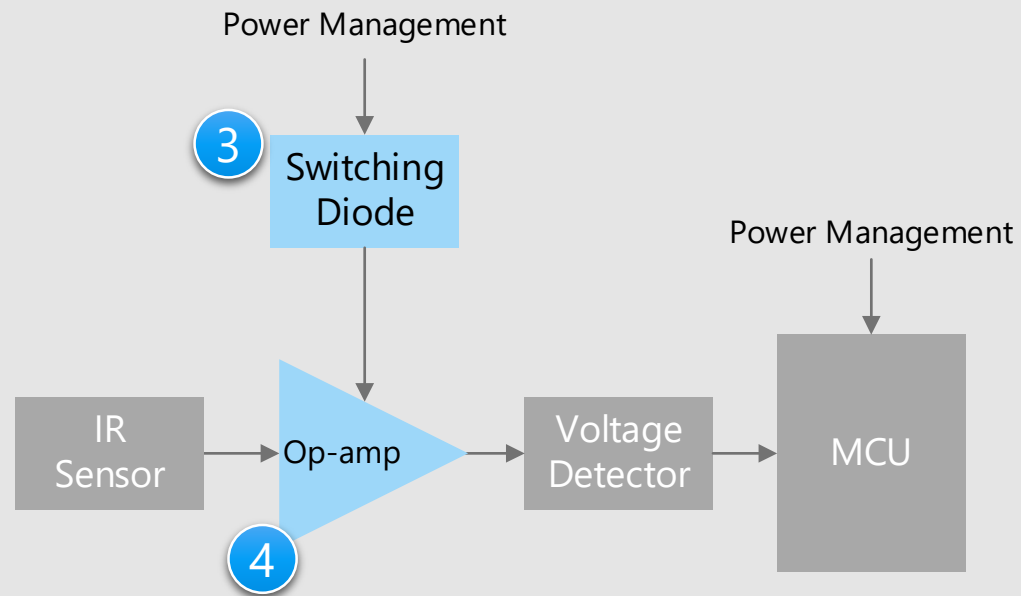 Power Management
3
Switching
Diode
Power Management
IR
Sensor
Op-amp
Voltage
Detector
MCU
4